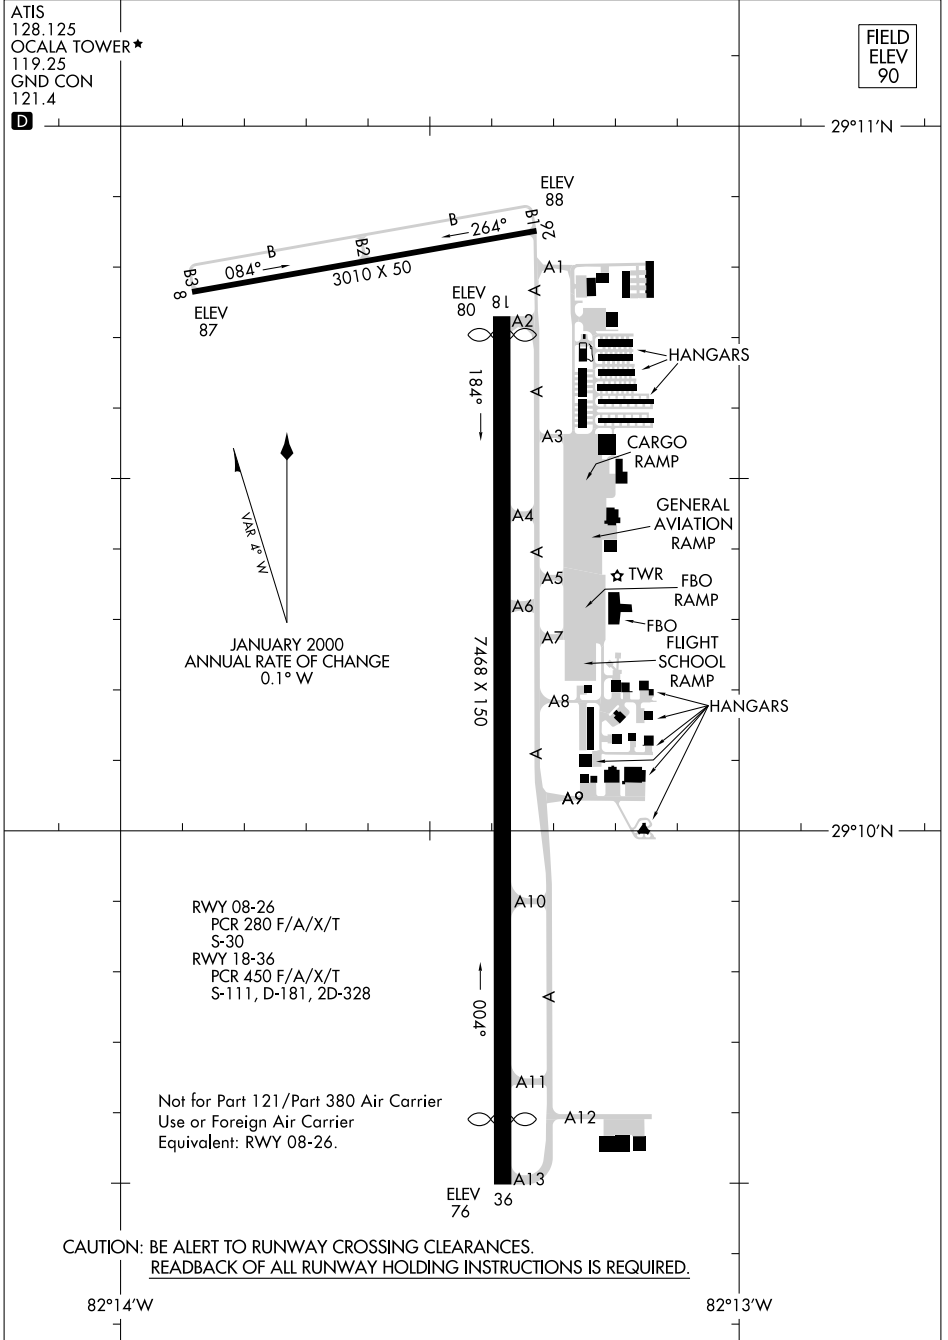 ATIS
128.125
OCALA TOWER★
119.25
GND CON
121.4
D
FIELD
ELEV
90
29°11'N
ELEV
88
B
B1
26
264°
B
B2
B3
084°
3010 X 50
8
ELEV
87
A1
A
ELEV
80
18
A2
HANGARS
184°
A
A3
CARGO
RAMP
GENERAL
AVIATION
RAMP
A4
VAR 4° W
A
A5
TWR
FBO
RAMP
A6
FBO
A7
JANUARY 2000
ANNUAL RATE OF CHANGE
0.1° W
7468 X 150
FLIGHT
SCHOOL
RAMP
A8
HANGARS
A
A9
29°10'N
A10
RWY 08-26
PCR 280 F/A/X/T
S-30
RWY 18-36
PCR 450 F/A/X/T
S-111, D-181, 2D-328
004°
A
A11
Not for Part 121/Part 380 Air Carrier
Use or Foreign Air Carrier
Equivalent: RWY 08-26.
A12
A13
ELEV
76
36
CAUTION: BE ALERT TO RUNWAY CROSSING CLEARANCES.
READBACK OF ALL RUNWAY HOLDING INSTRUCTIONS IS REQUIRED.
82°14'W
82°13'W